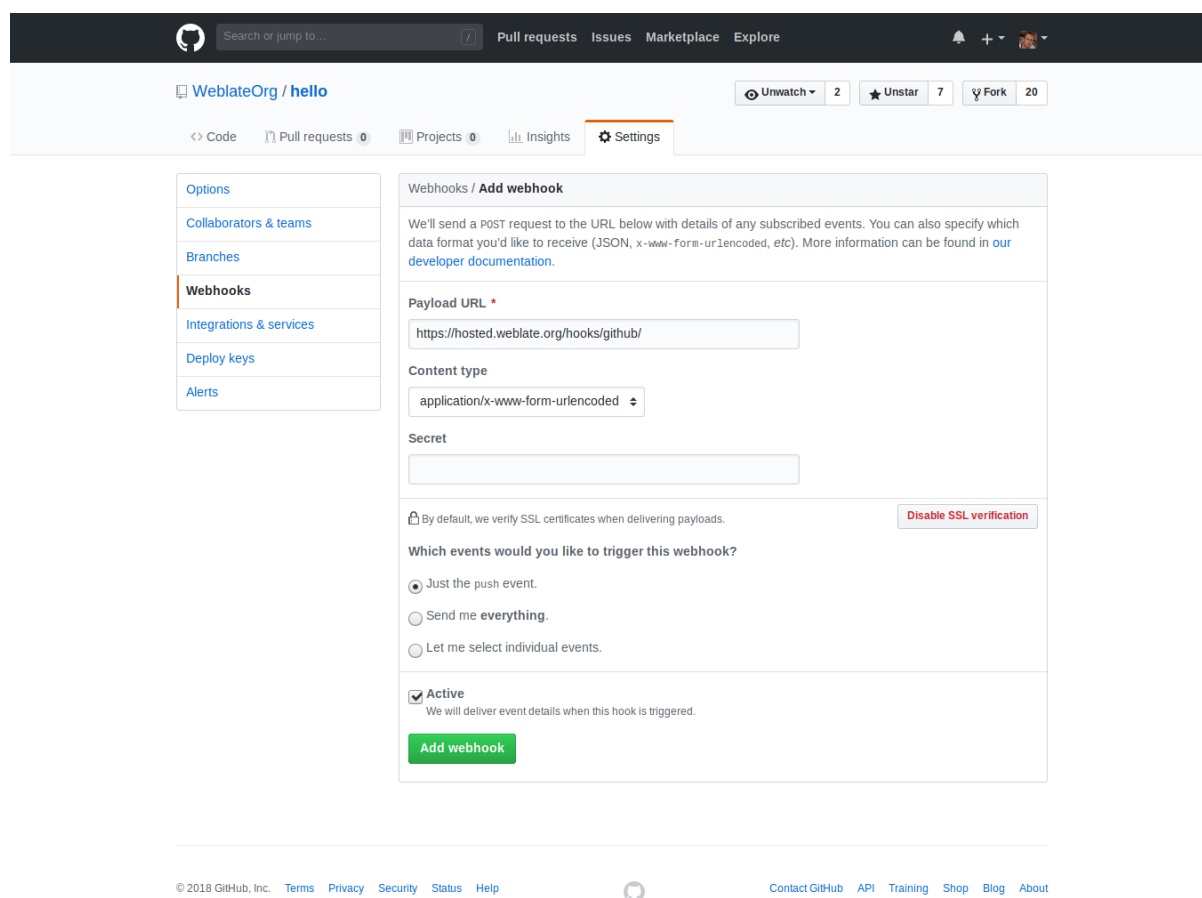 Search or jump to… / Pull requests Issues Marketplace Explore
WeblateOrg / hello Unwatch 2 Unstar 7 Fork 20
Code Pull requests 0 Projects 0 Insights Settings
Options
Collaborators & teams
Branches
Webhooks
Integrations & services
Deploy keys
Alerts
Webhooks / Add webhook
We’ll send a POST request to the URL below with details of any subscribed events. You can also specify which
data format you’d like to receive (JSON, x-www-form-urlencoded, etc). More information can be found in our
developer documentation.
Payload URL *
https://hosted.weblate.org/hooks/github/
Content type
application/x-www-form-urlencoded
Secret
By default, we verify SSL certificates when delivering payloads. Disable SSL verification
Which events would you like to trigger this webhook?
Just the push event.
Send me everything.
Let me select individual events.
Active
We will deliver event details when this hook is triggered.
Add webhook
© 2018 GitHub, Inc. Terms Privacy Security Status Help Contact GitHub API Training Shop Blog About